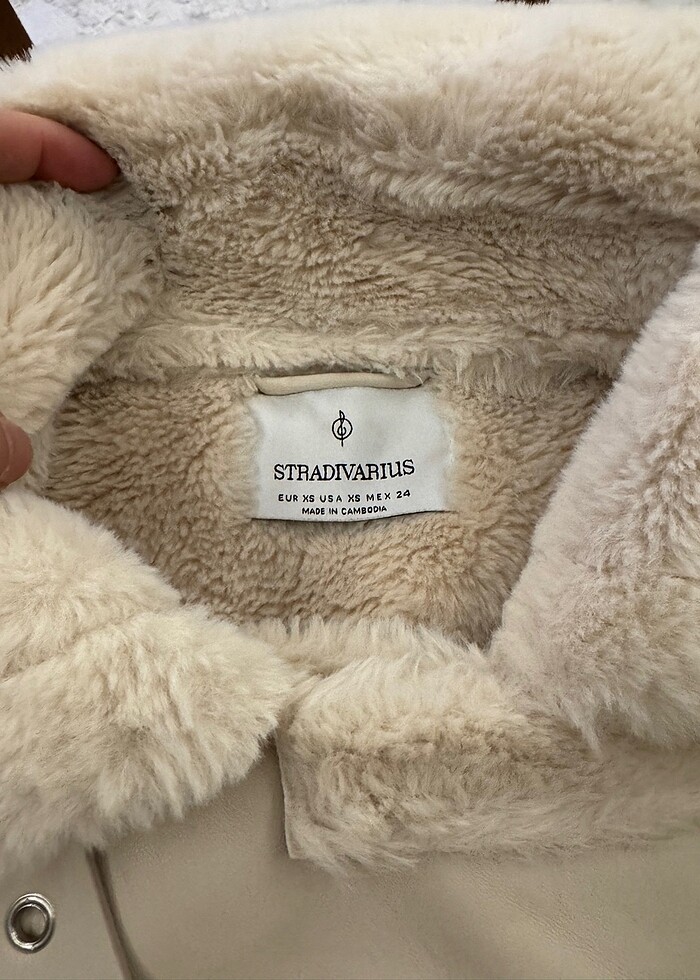 STRADIVARIUS
EUR XS USA XS MEX 24
MADE IN CAMBODIA